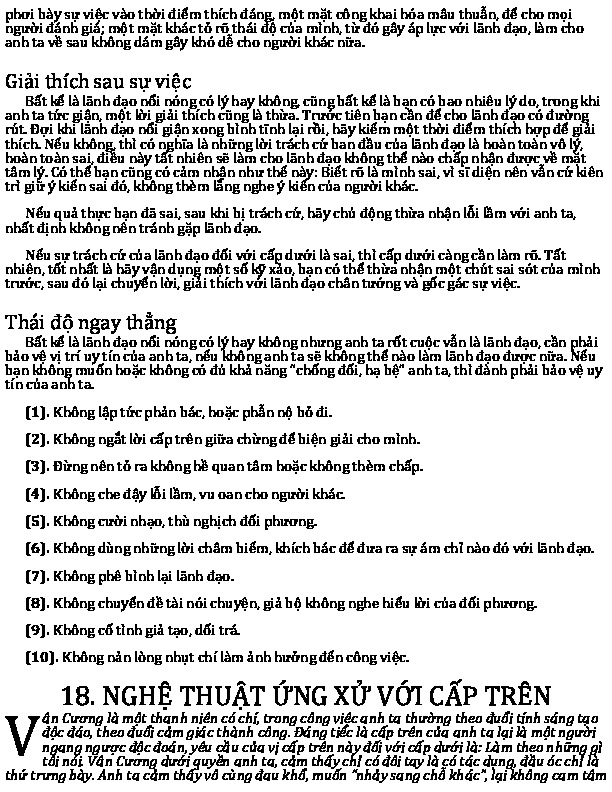 phơi bày sự việc vào thời điểm thích đáng, một mặt công khai hóa mâu thuẫn, để cho mọi
người đánh giá; một mặt khác tỏ rõ thái độ của mình, từ đó gây áp lực với lãnh đạo, làm cho
anh ta về sau không dám gây khó dễ cho người khác nữa.
Giải thích sau sự việc
Bất kể là lãnh đạo nổi nóng có lý hay không, cũng bất kể là bạn có bao nhiêu lý do, trong khi
anh ta tức giận, một lời giải thích cũng là thừa. Trước tiên bạn cần để cho lãnh đạo có đường
rút. Đợi khi lãnh đạo nổi giận xong bình tĩnh lại rồi, hãy kiếm một thời điểm thích hợp để giải
thích. Nếu không, thì có nghĩa là những lời trách cứ ban đầu của lãnh đạo là hoàn toàn vô lý,
hoàn toàn sai, điều này tất nhiên sẽ làm cho lãnh đạo không thể nào chấp nhận được về mặt
tâm lý. Có thể bạn cũng có cảm nhận như thế này: Biết rõ là mình sai, vì sĩ diện nên vẫn cứ kiên
trì giữ ý kiến sai đó, không thèm lắng nghe ý kiến của người khác.
Nếu quả thực bạn đã sai, sau khi bị trách cứ, hãy chủ động thừa nhận lỗi lầm với anh ta,
nhất định không nên tránh gặp lãnh đạo.
Nếu sự trách cứ của lãnh đạo đối với cấp dưới là sai, thì cấp dưới càng cần làm rõ. Tất
nhiên, tốt nhất là hãy vận dụng một số kỹ xảo, bạn có thể thừa nhận một chút sai sót của mình
trước, sau đó lại chuyển lời, giải thích với lãnh đạo chân tướng và gốc gác sự việc.
Thái độ ngay thẳng
Bất kể là lãnh đạo nổi nóng có lý hay không nhưng anh ta rốt cuộc vẫn là lãnh đạo, cần phải
bảo vệ vị trí uy tín của anh ta, nếu không anh ta sẽ không thể nào làm lãnh đạo được nữa. Nếu
bạn không muốn hoặc không có đủ khả năng "chống đối, hạ bệ" anh ta, thì đành phải bảo vệ uy
tín của anh ta.
(1). Không lập tức phản bác, hoặc phẫn nộ bỏ đi.
(2). Không ngắt lời cấp trên giữa chừng để biện giải cho mình.
(3). Đừng nên tỏ ra không hề quan tâm hoặc không thèm chấp.
(4). Không che đậy lỗi lầm, vu oan cho người khác.
(5). Không cười nhạo, thù nghịch đối phương.
(6). Không dùng những lời châm biếm, khích bác để đưa ra sự ám chỉ nào đó với lãnh đạo.
(7). Không phê bình lại lãnh đạo.
(8). Không chuyển đề tài nói chuyện, giả bộ không nghe hiểu lời của đối phương.
(9). Không cố tình giả tạo, dối trá.
(10). Không nản lòng nhụt chí làm ảnh hưởng đến công việc.
18. NGHỆ THUẬT ỨNG XỬ VỚI CẤP TRÊN
Vân Cương là một thanh niên có chí, trong công việc anh ta thường theo đuổi tính sáng tạo
độc đáo, theo đuổi cảm giác thành công. Đáng tiếc là cấp trên của anh ta lại là một người
ngang ngược độc đoán, yêu cầu của vị cấp trên này đối với cấp dưới là: Làm theo những gì
tôi nói. Vân Cương dưới quyền anh ta, cảm thấy chỉ có đôi tay là có tác dụng, đầu óc chỉ là
thứ trưng bày. Anh ta cảm thấy vô cùng đau khổ, muốn "nhảy sang chỗ khác", lại không cam tâm